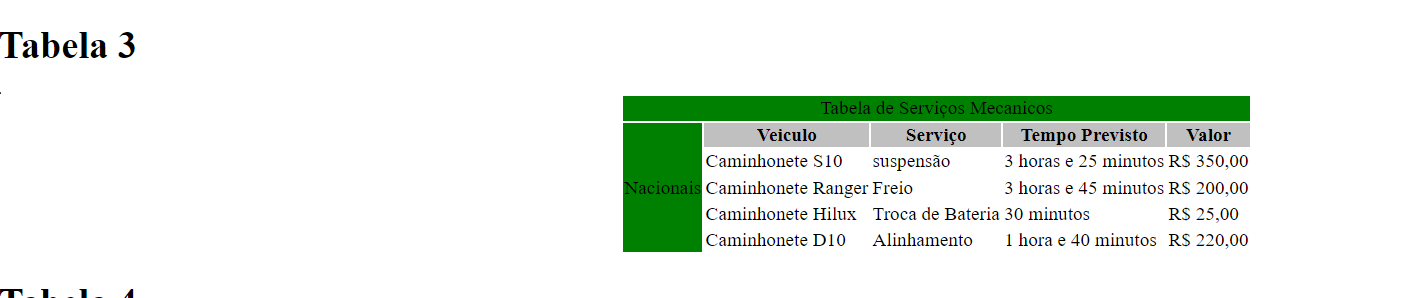 Tabela 3
.
Tabela de Serviços Mecanicos
Veiculo Serviço Tempo Previsto Valor
Caminhonete S10 suspensão 3 horas e 25 minutos R$ 350,00
Nacionais Caminhonete Ranger Freio 3 horas e 45 minutos R$ 200,00
Caminhonete Hilux Troca de Bateria 30 minutos R$ 25,00
Caminhonete D10 Alinhamento 1 hora e 40 minutos R$ 220,00
Tabela 4